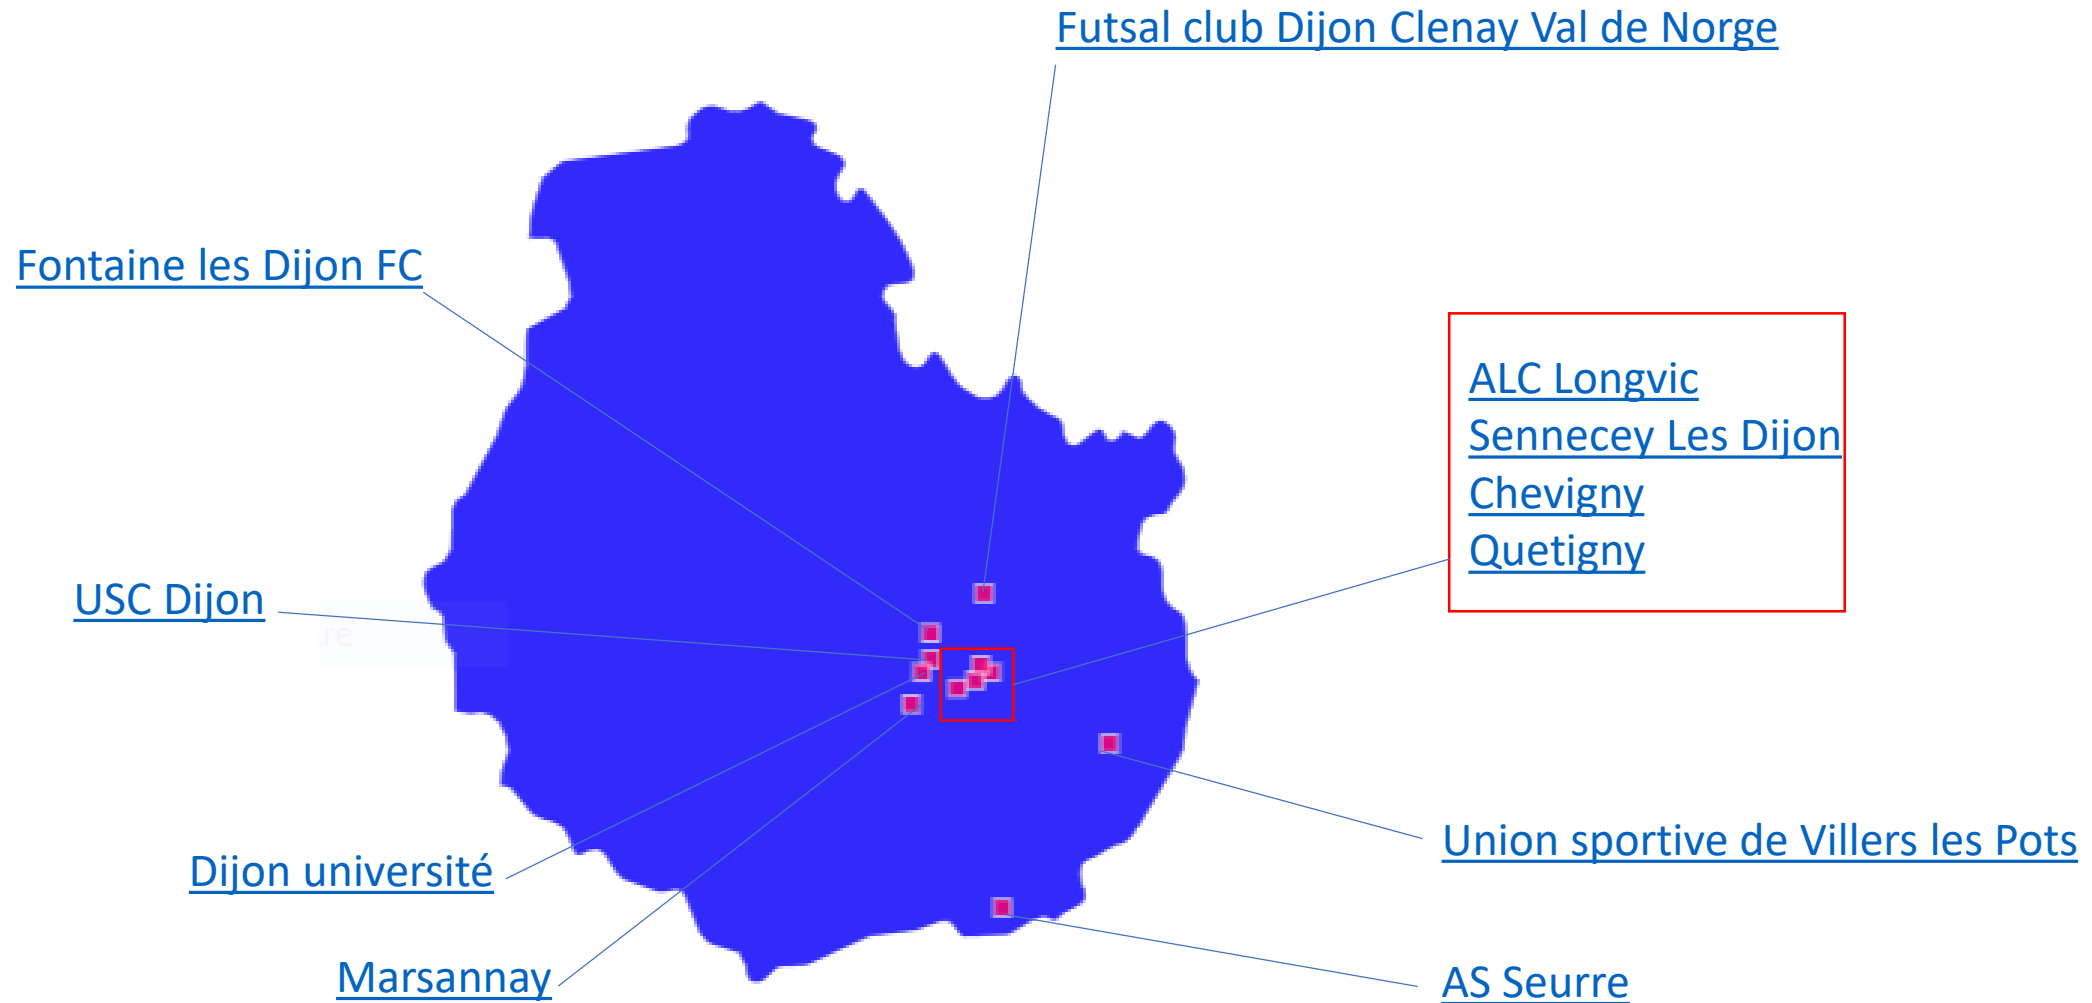 Futsal club Dijon Clenay Val de Norge
Fontaine les Dijon FC
ALC Longvic
Sennecey Les Dijon
Chevigny
Quetigny
USC Dijon
re
Union sportive de Villers les Pots
Dijon université
Marsannay
AS Seurre